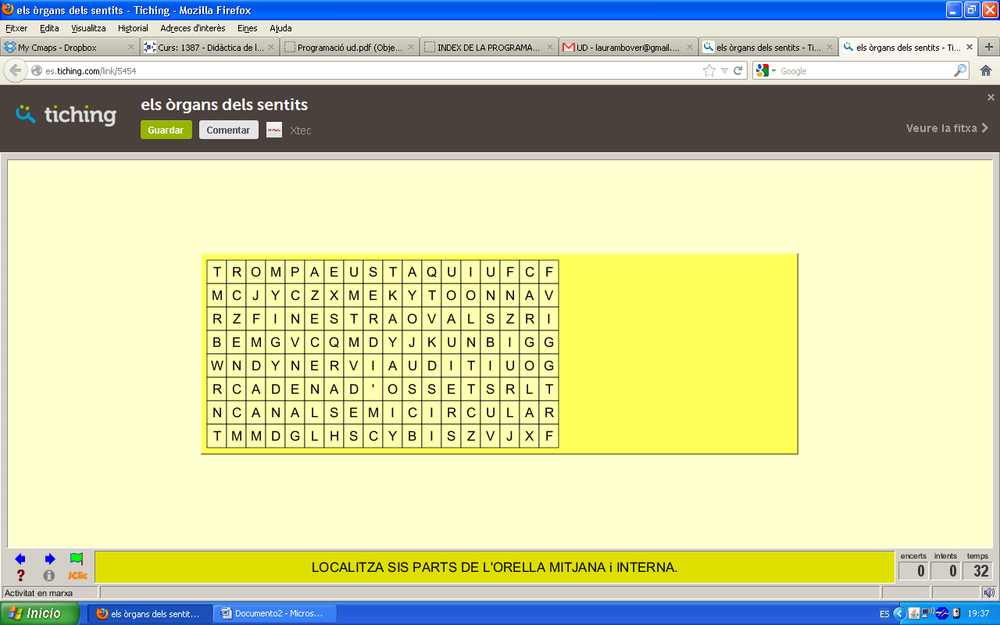 els òrgans dels sentits - Tiching - Mozilla Firefox
Fitxer Edita Visualitza Historial Adreces d'interès Eines Ajuda
My Cmaps - Dropbox Curs: 1387 - Didàctica de l... Programació ud.pdf (Obje... INDEX DE LA PROGRAMA... UD - laurambover@gmail.... els òrgans dels sentits - Ti... els òrgans dels sentits - Ti...
es.tiching.com/link/5454 Google
tiching els òrgans dels sentits
Guardar Comentar Xtec Veure la fitxa
T R O M P A E U S T A Q U I U F C F
M C J Y C Z X M E K Y T O O N N A V
R Z F I N E S T R A O V A L S Z R I
B E M G V C Q M D Y J K U N B I G G
W N D Y N E R V I A U D I T I U O G
R C A D E N A D ' O S S E T S R L T
N C A N A L S E M I C I R C U L A R
T M M D G L H S C Y B I S Z V J X F
LOCALITZA SIS PARTS DE L'ORELLA MITJANA i INTERNA.
encerts intents temps
0 0 32
JClic
Activitat en marxa
Inicio els òrgans dels sentit... Documento2 - Micros... ES 19:37